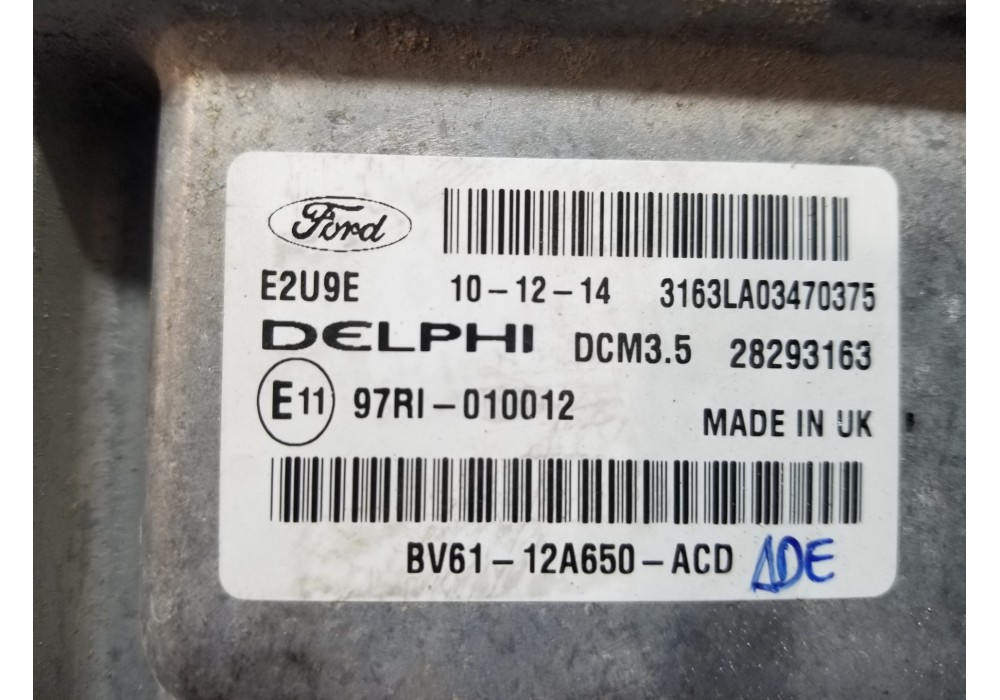 Ford
E2U9E 10-12-14 3163LA03470375
DELPHI DCM3.5 28293163
E11 97RI-010012
MADE IN UK
BV61-12A650-ACD ADE